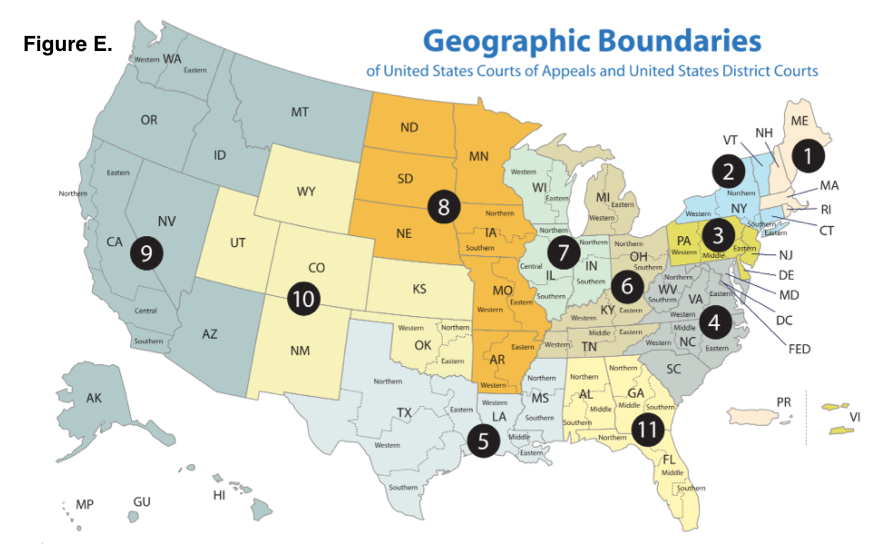 Figure E.
Geographic Boundaries
of United States Courts of Appeals and United States District Courts
Western
WA
Eastern
OR
ID
MT
Eastern
Northern
CA
NV
9
Central
Southern
AZ
AK
MP
GU
HI
WY
UT
CO
10
NM
KS
Western
Northern
OK
Eastern
ND
MN
SD
8
NE
Northern
IA
Southern
MO
Western
Eastern
AR
Eastern
Western
Northern
TX
Eastern
Western
Southern
Western
LA
5
Middle
Eastern
Northern
MS
Southern
Western
WI
Eastern
Northern
7
Central
IL
Southern
Northern
IN
Southern
MI
Eastern
Western
Northern
OH
Southern
6
KY
Western
Eastern
Western
Middle
Eastern
TN
Northern
AL
Middle
Southern
Northern
GA
Middle
Southern
11
Northern
FL
Middle
Southern
Northern
WV
Southern
VA
Eastern
Western
4
Middle
Western
NC
Eastern
SC
PA
3
Western
Middle
Eastern
VT
NH
ME
1
2
Northern
NY
Western
Southern
Eastern
MA
RI
CT
NJ
DE
MD
DC
FED
PR
VI